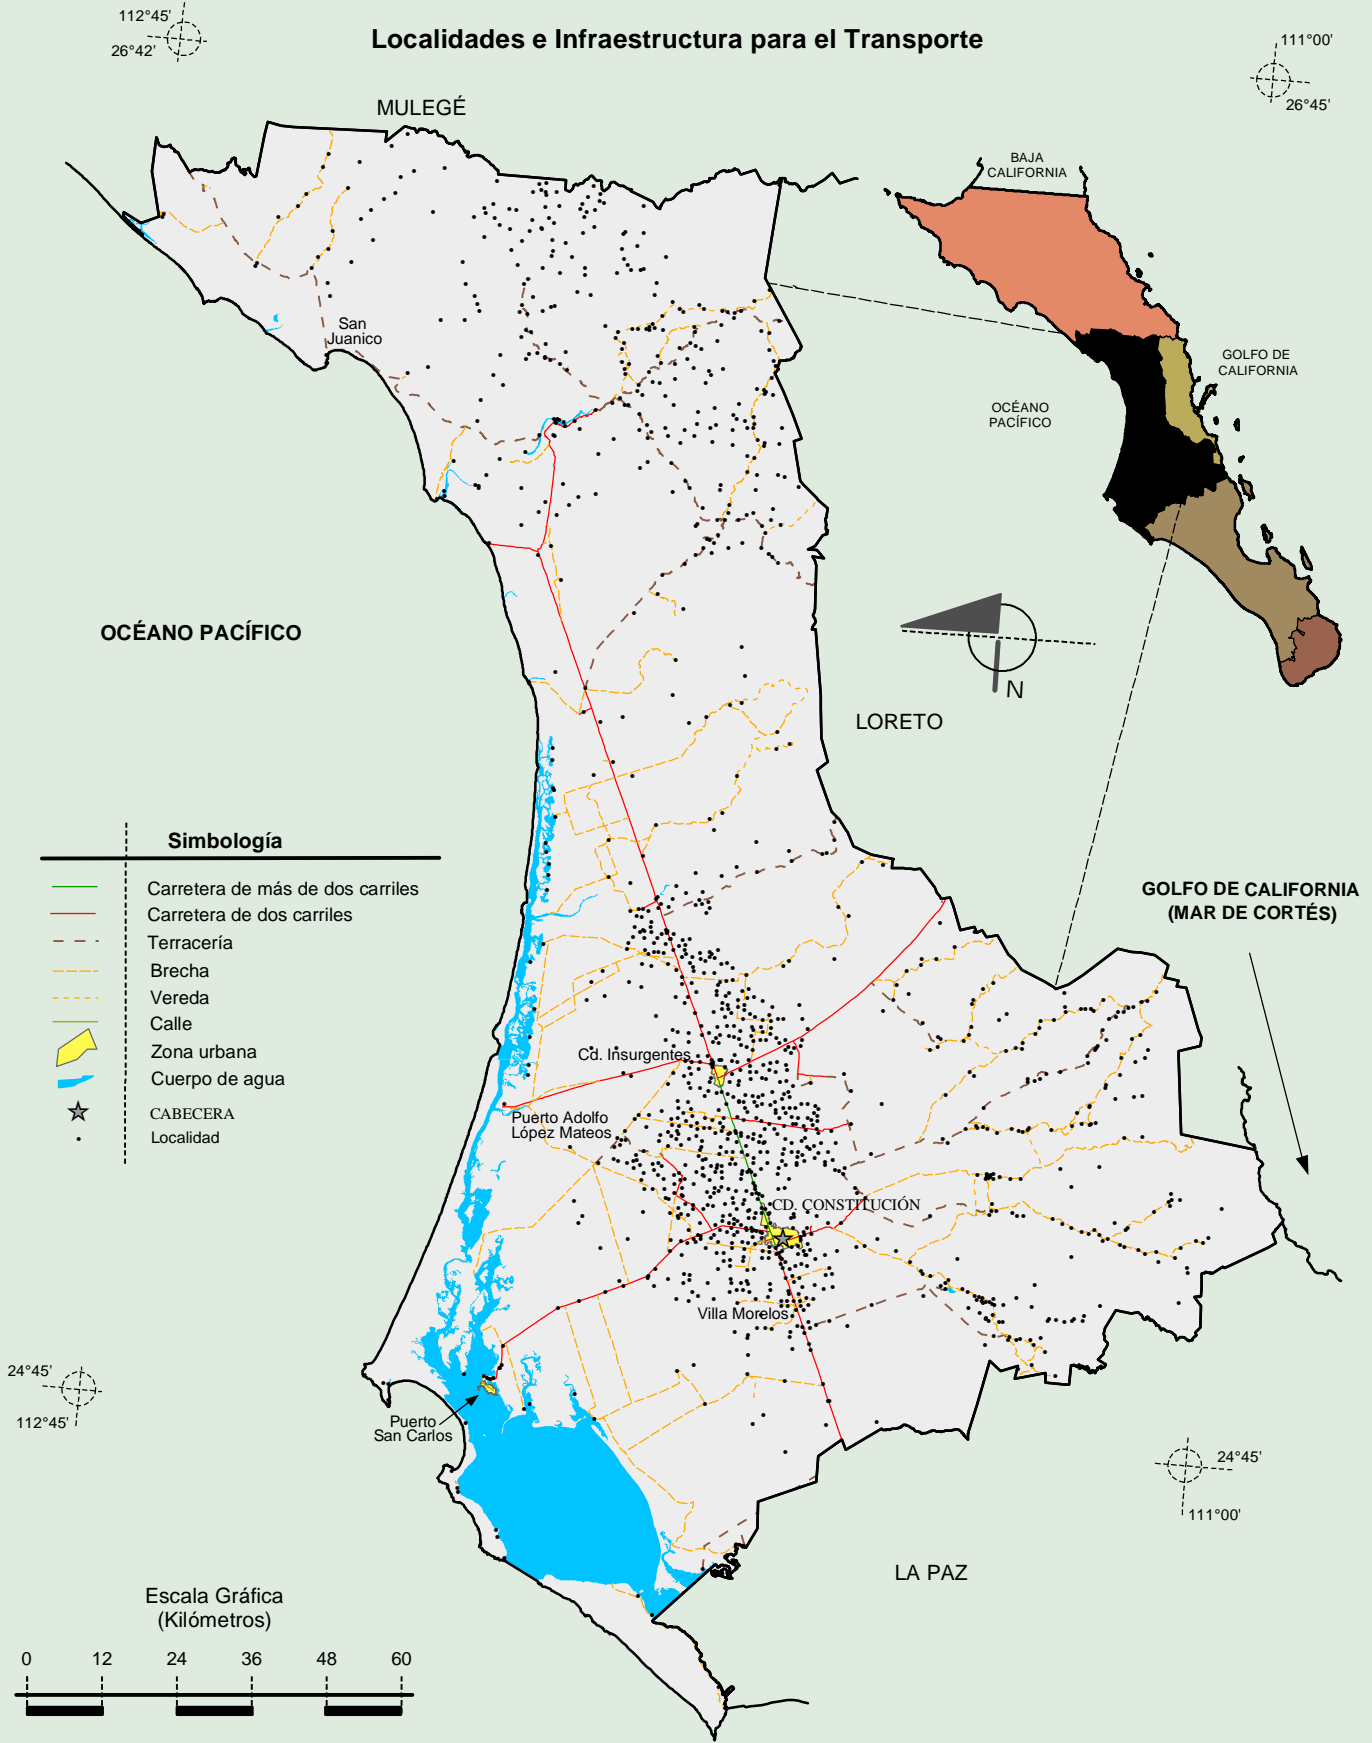 112°45'
26°42'
Localidades e Infraestructura para el Transporte
111°00'
26°45'
MULEGÉ
BAJA
CALIFORNIA
San
Juanico
GOLFO DE
CALIFORNIA
OCÉANO
PACÍFICO
OCÉANO PACÍFICO
N
LORETO
Simbología
Carretera de más de dos carriles
Carretera de dos carriles
Terracería
Brecha
Vereda
Calle
Zona urbana
Cuerpo de agua
CABECERA
Localidad
GOLFO DE CALIFORNIA
(MAR DE CORTÉS)
Cd. Insurgentes
Puerto Adolfo
López Mateos
CD. CONSTITUCIÓN
Villa Morelos
24°45'
112°45'
Puerto
San Carlos
24°45'
111°00'
LA PAZ
Escala Gráfica
(Kilómetros)
0 12 24 36 48 60